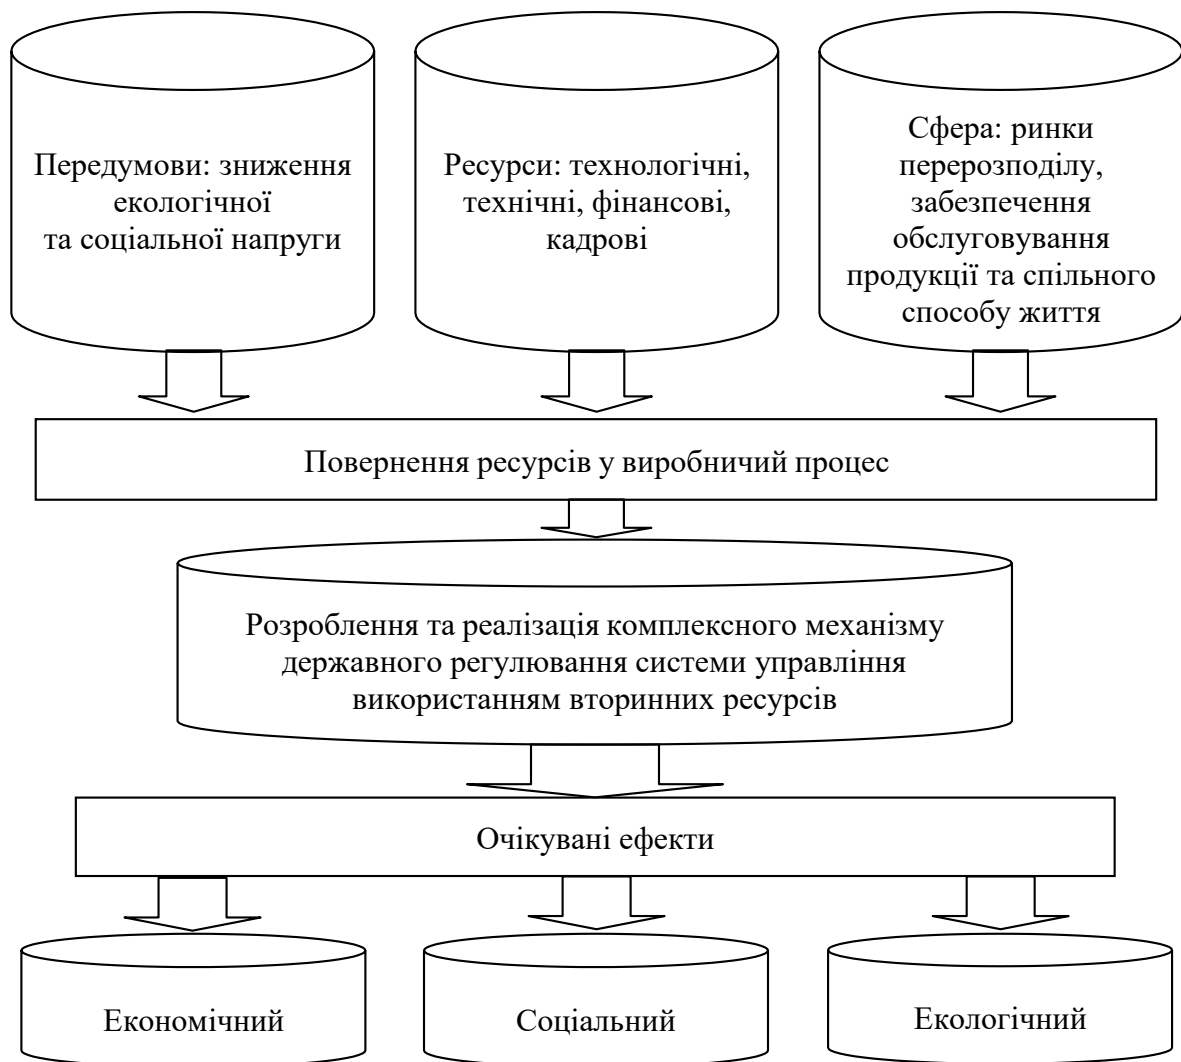 Передумови: зниження
екологічної
та соціальної напруги
Ресурси: технологічні,
технічні, фінансові,
кадрові
Сфера: ринки
перерозподілу,
забезпечення
обслуговування
продукції та спільного
способу життя
Повернення ресурсів у виробничий процес
Розроблення та реалізація комплексного механізму
державного регулювання системи управління
використанням вторинних ресурсів
Очікувані ефекти
Економічний
Соціальний
Екологічний